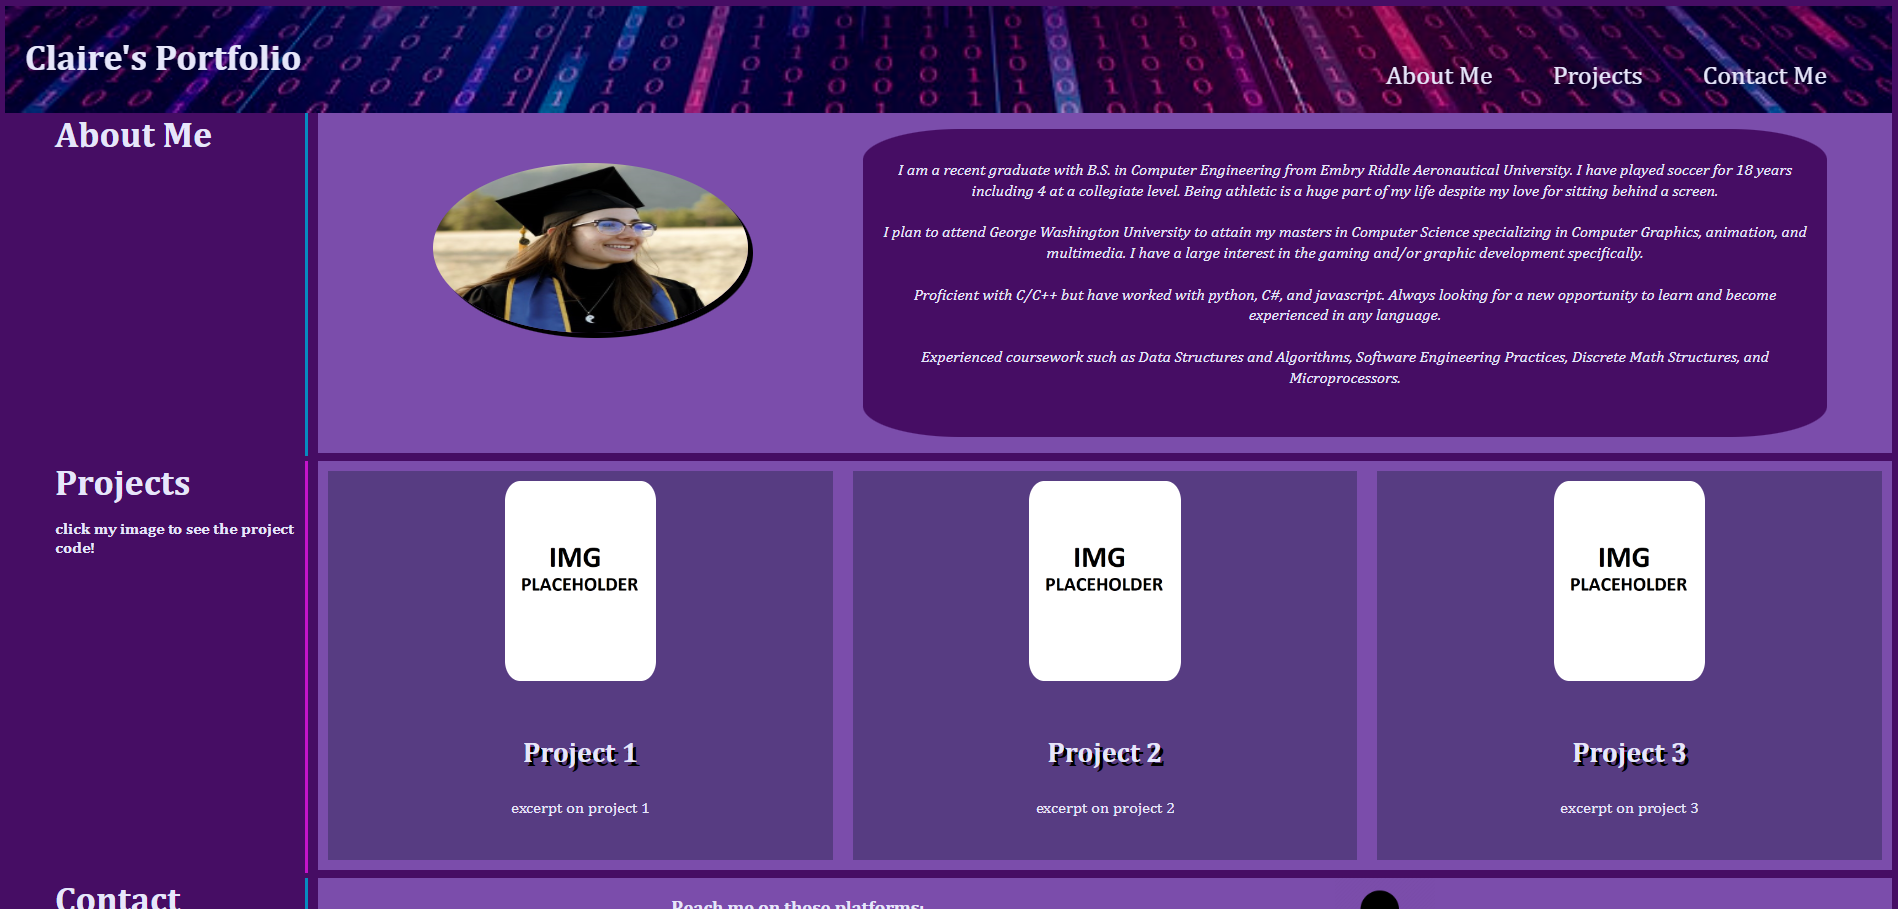 Claire's Portfolio
About Me
Projects
Contact Me
About Me
I am a recent graduate with B.S. in Computer Engineering from Embry Riddle Aeronautical University. I have played soccer for 18 years
including 4 at a collegiate level. Being athletic is a huge part of my life despite my love for sitting behind a screen.
I plan to attend George Washington University to attain my masters in Computer Science specializing in Computer Graphics, animation, and
multimedia. I have a large interest in the gaming and/or graphic development specifically.
Proficient with C/C++ but have worked with python, C#, and javascript. Always looking for a new opportunity to learn and become
experienced in any language.
Experienced coursework such as Data Structures and Algorithms, Software Engineering Practices, Discrete Math Structures, and
Microprocessors.
Projects
click my image to see the project
code!
IMG
PLACEHOLDER
Project 1
excerpt on project 1
IMG
PLACEHOLDER
Project 2
excerpt on project 2
IMG
PLACEHOLDER
Project 3
excerpt on project 3
Contact
Reach me on these platforms: